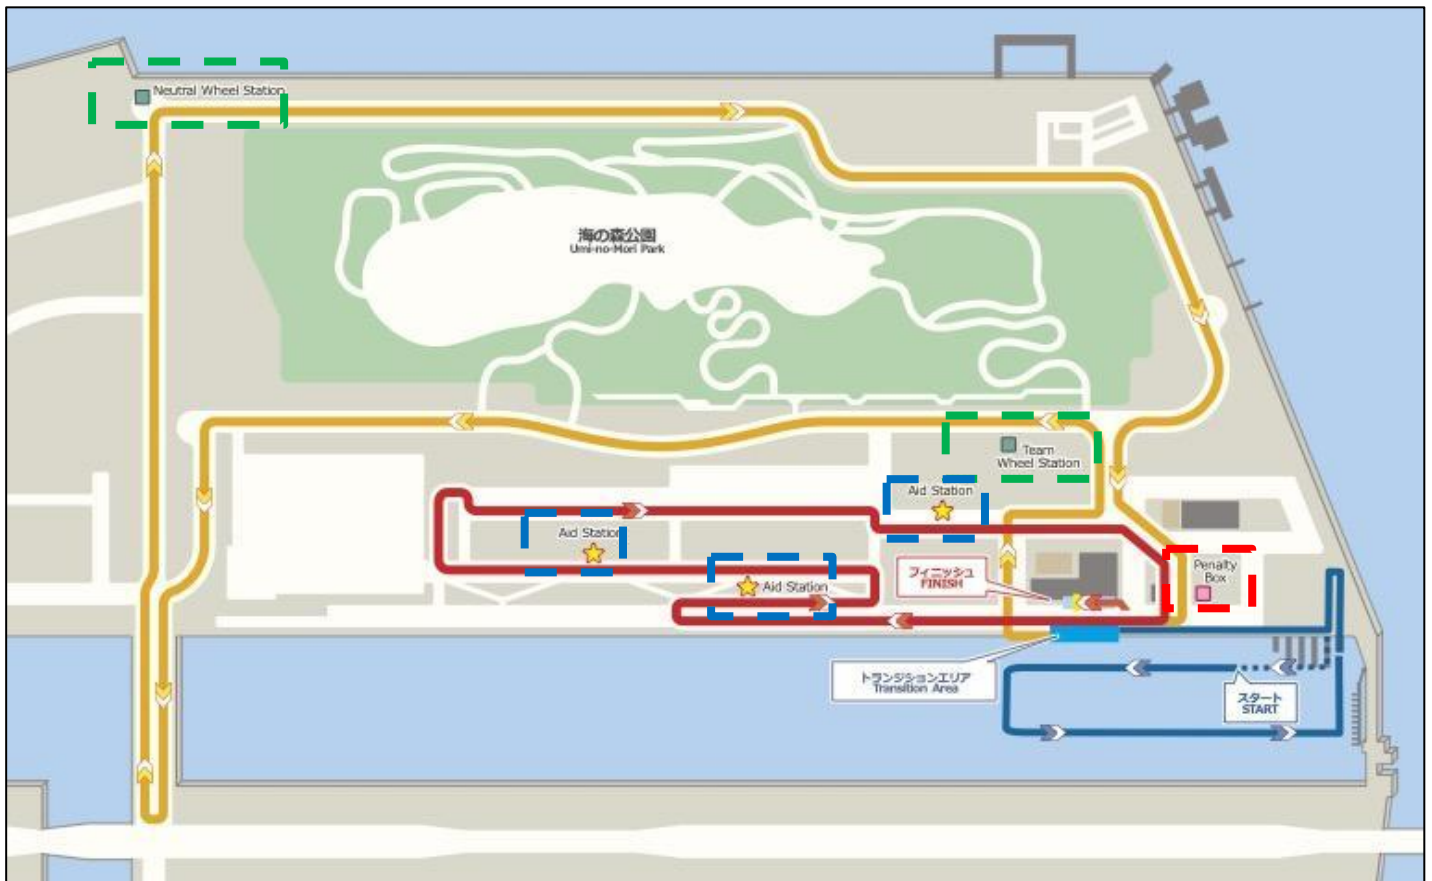 Neutral Wheel Station
海の森公園
Umi-no-Mori Park
Team
Wheel Station
Aid Station
Aid Station
Aid Station
フィニッシュ
FINISH
Penalty
Box
トランジションエリア
Transition Area
スタート
START